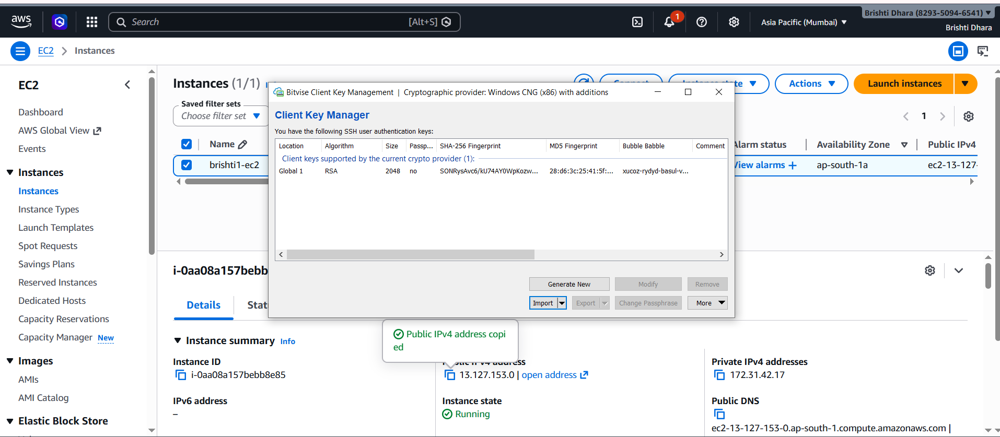 aws
Search
[Alt+S]
1
Asia Pacific (Mumbai)
Brishti Dhara (8293-5094-6541)
Brishti Dhara
EC2
Instances
EC2
Dashboard
AWS Global View
Events
Instances
Instances
Instance Types
Launch Templates
Spot Requests
Savings Plans
Reserved Instances
Dedicated Hosts
Capacity Reservations
Capacity Manager New
Images
AMIs
AMI Catalog
Elastic Block Store
Instances (1/1)
Actions
Launch instances
Saved filter sets
Choose filter set
1
Name
Alarm status
Availability Zone
Public IPv4
brishti1-ec2
View alarms +
ap-south-1a
ec2-13-127-
Bitvise Client Key Management | Cryptographic provider: Windows CNG (x86) with additions
Client Key Manager
You have the following SSH user authentication keys:
Location Algorithm Size Passp... SHA-256 Fingerprint MD5 Fingerprint Bubble Babble Comment
Client keys supported by the current crypto provider (1):
Global 1 RSA 2048 no SONRysAvc6/kU74AY0WpKozw... 28:d6:3c:25:41:5f:... xucoz-rydyd-basul-v...
Generate New Modify Remove
Import Export Change Passphrase More
i-0aa08a157bebb
Details
Stat
Public IPv4 address copi
ed
Instance summary Info
Instance ID
i-0aa08a157bebb8e85
13.127.153.0 | open address
Private IPv4 addresses
172.31.42.17
IPv6 address
–
Instance state
Running
Public DNS
ec2-13-127-153-0.ap-south-1.compute.amazonaws.com |